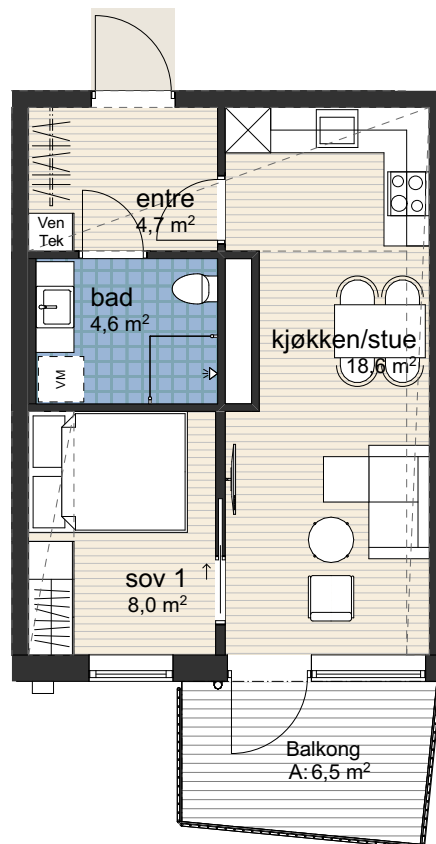 entre
4,7 m²
Ven
Tek
bad
4,6 m²
kjøkken/stue
18,6 m²
VM
sov 1
8,0 m²
Balkong
A: 6,5 m²